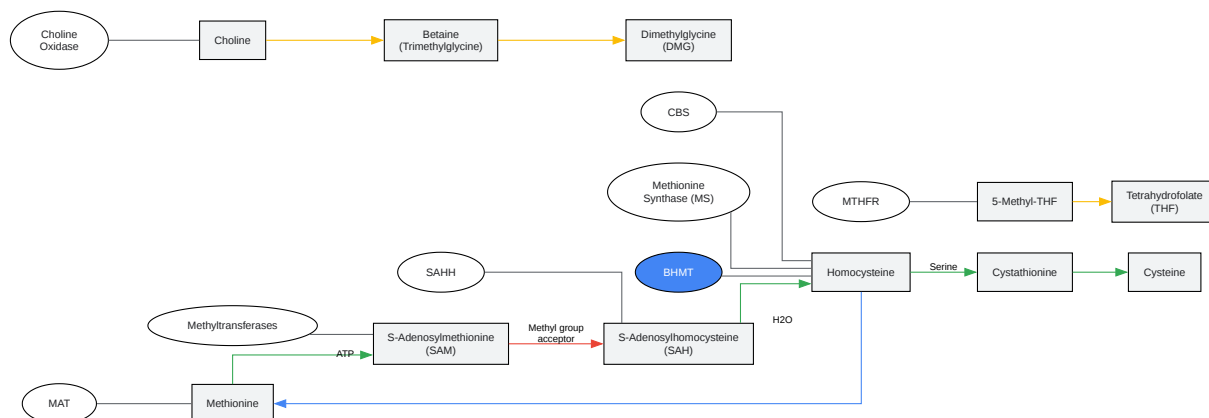 Choline
Oxidase
Choline
Betaine
(Trimethylglycine)
Dimethylglycine
(DMG)
CBS
Methionine
Synthase (MS)
MTHFR
5-Methyl-THF
Tetrahydrofolate
(THF)
SAHH
BHMT
Homocysteine
Serine
Cystathionine
Cysteine
Methyltransferases
S-Adenosylmethionine
(SAM)
Methyl group
acceptor
S-Adenosylhomocysteine
(SAH)
H2O
ATP
MAT
Methionine